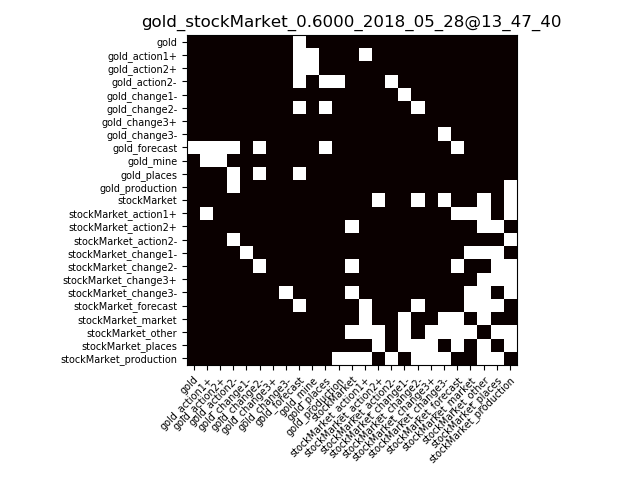 gold_stockMarket_0.6000_2018_05_28@13_47_40
gold
gold_action1+
gold_action2+
gold_action2-
gold_change1-
gold_change2-
gold_change3+
gold_change3-
gold_forecast
gold_mine
gold_places
gold_production
stockMarket
stockMarket_action1+
stockMarket_action2+
stockMarket_action2-
stockMarket_change1-
stockMarket_change2-
stockMarket_change3+
stockMarket_change3-
stockMarket_forecast
stockMarket_market
stockMarket_other
stockMarket_places
stockMarket_production
gold
gold_action1+
gold_action2+
gold_action2-
gold_change1-
gold_change2-
gold_change3+
gold_change3-
gold_forecast
gold_mine
gold_places
gold_production
stockMarket
stockMarket_action1+
stockMarket_action2+
stockMarket_action2-
stockMarket_change1-
stockMarket_change2-
stockMarket_change3+
stockMarket_change3-
stockMarket_forecast
stockMarket_market
stockMarket_other
stockMarket_places
stockMarket_production